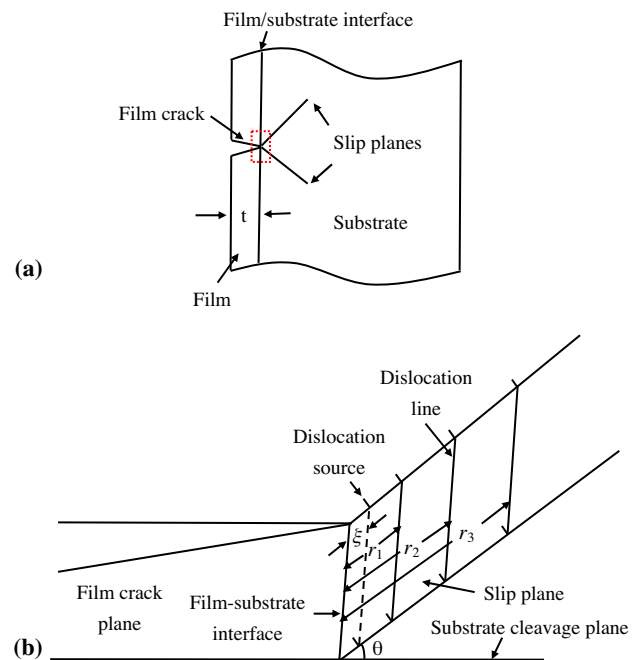 Film/substrate interface
Film crack
Slip planes
t
Substrate
(a)
Film
Dislocation
line
Dislocation
source
ξ
r1
r2
r3
Film crack
plane
Film-substrate
interface
Slip plane
Substrate cleavage plane
(b)
θ